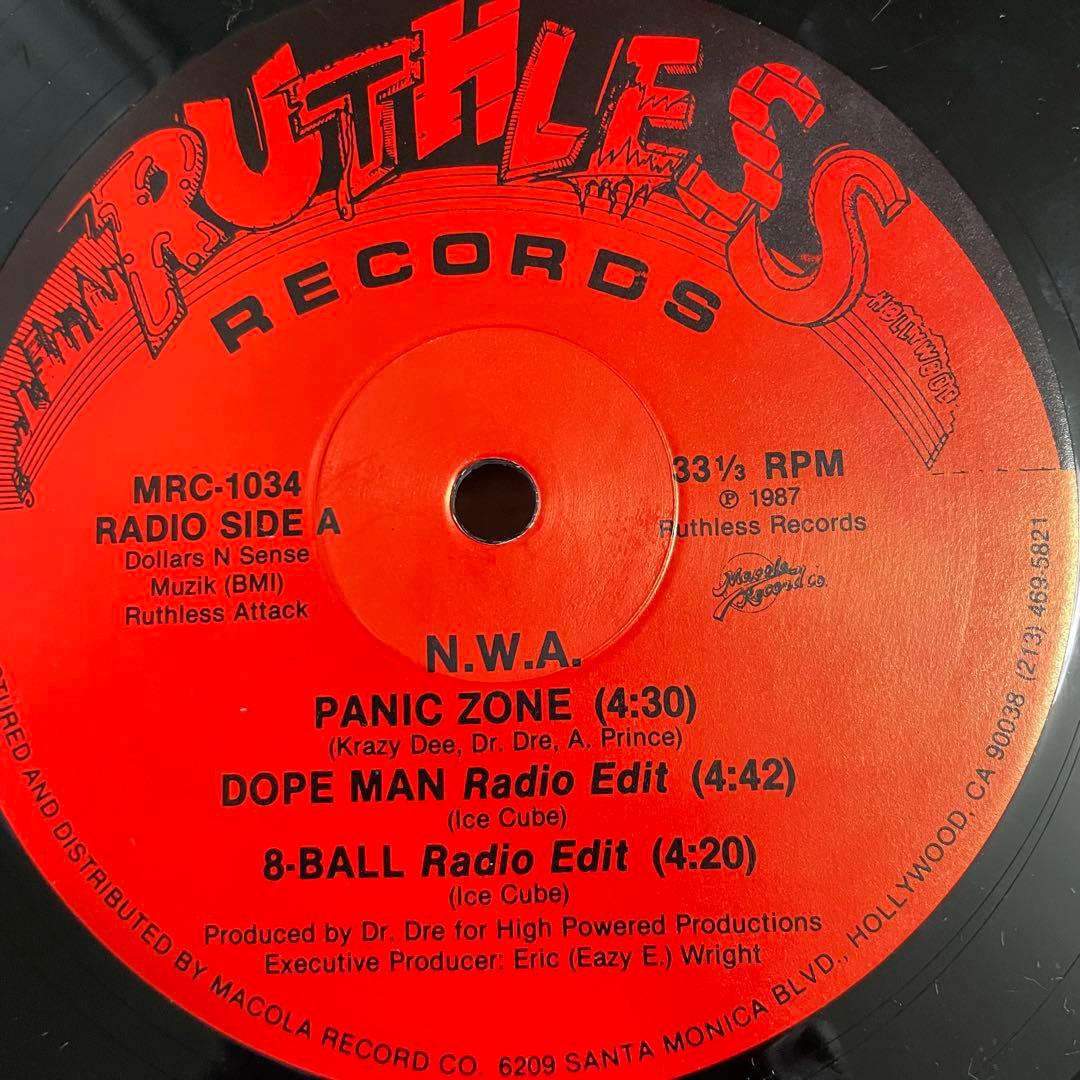 RUTHLESS
RECORDS
HOLLYWOOD
MRC-1034
RADIO SIDE A
Dollars N Sense
Muzik (BMI)
Ruthless Attack
33 1/3 RPM
℗ 1987
Ruthless Records
Macola
Record Co.
N.W.A.
PANIC ZONE (4:30)
(Krazy Dee, Dr. Dre, A. Prince)
DOPE MAN Radio Edit (4:42)
(Ice Cube)
8-BALL Radio Edit (4:20)
(Ice Cube)
Produced by Dr. Dre for High Powered Productions
Executive Producer: Eric (Eazy E.) Wright
CTURED AND DISTRIBUTED BY MACOLA RECORD CO. 6209 SANTA MONICA BLVD., HOLLYWOOD, CA 90038 (213) 469-5821